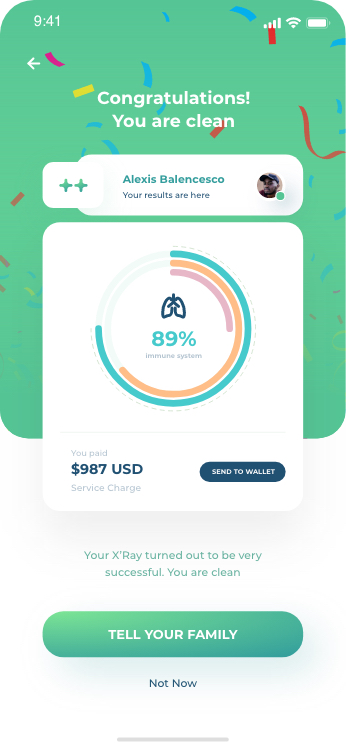 9:41
Congratulations!
You are clean
Alexis Balencesco
Your results are here
89%
immune system
You paid
$987 USD
Service Charge
SEND TO WALLET
Your X'Ray turned out to be very
successful. You are clean
TELL YOUR FAMILY
Not Now